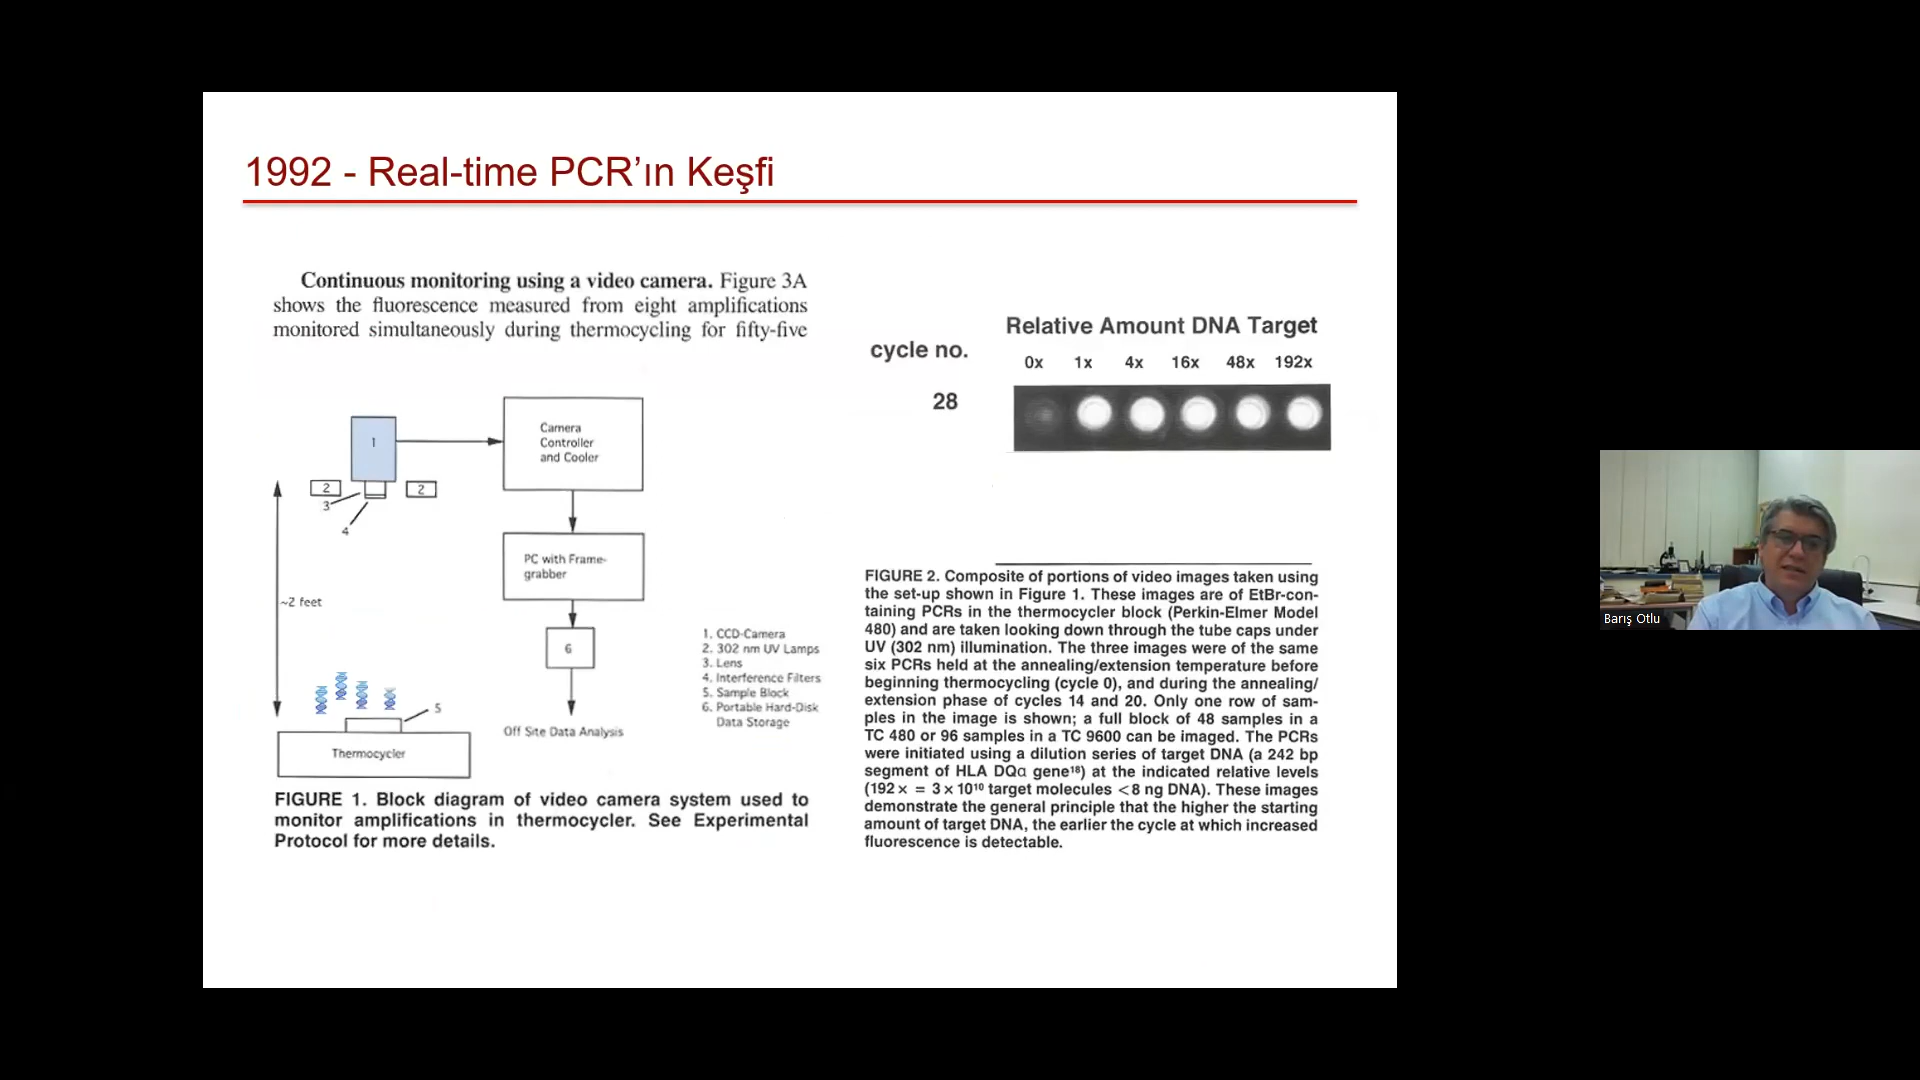 1992 - Real-time PCR’ın Keşfi
Continuous monitoring using a video camera. Figure 3A
shows the fluorescence measured from eight amplifications
monitored simultaneously during thermocycling for fifty-five
1
Camera
Controller
and Cooler
2
2
3
4
PC with Frame-
grabber
~2 feet
6
5
Thermocycler
Off Site Data Analysis
1. CCD-Camera
2. 302 nm UV Lamps
3. Lens
4. Interference Filters
5. Sample Block
6. Portable Hard-Disk
Data Storage
FIGURE 1. Block diagram of video camera system used to
monitor amplifications in thermocycler. See Experimental
Protocol for more details.
Relative Amount DNA Target
cycle no.
0x 1x 4x 16x 48x 192x
28
FIGURE 2. Composite of portions of video images taken using
the set-up shown in Figure 1. These images are of EtBr-con-
taining PCRs in the thermocycler block (Perkin-Elmer Model
480) and are taken looking down through the tube caps under
UV (302 nm) illumination. The three images were of the same
six PCRs held at the annealing/extension temperature before
beginning thermocycling (cycle 0), and during the annealing/
extension phase of cycles 14 and 20. Only one row of sam-
ples in the image is shown; a full block of 48 samples in a
TC 480 or 96 samples in a TC 9600 can be imaged. The PCRs
were initiated using a dilution series of target DNA (a 242 bp
segment of HLA DQα gene¹⁸) at the indicated relative levels
(192× = 3×10¹⁰ target molecules <8 ng DNA). These images
demonstrate the general principle that the higher the starting
amount of target DNA, the earlier the cycle at which increased
fluorescence is detectable.
Barış Otlu